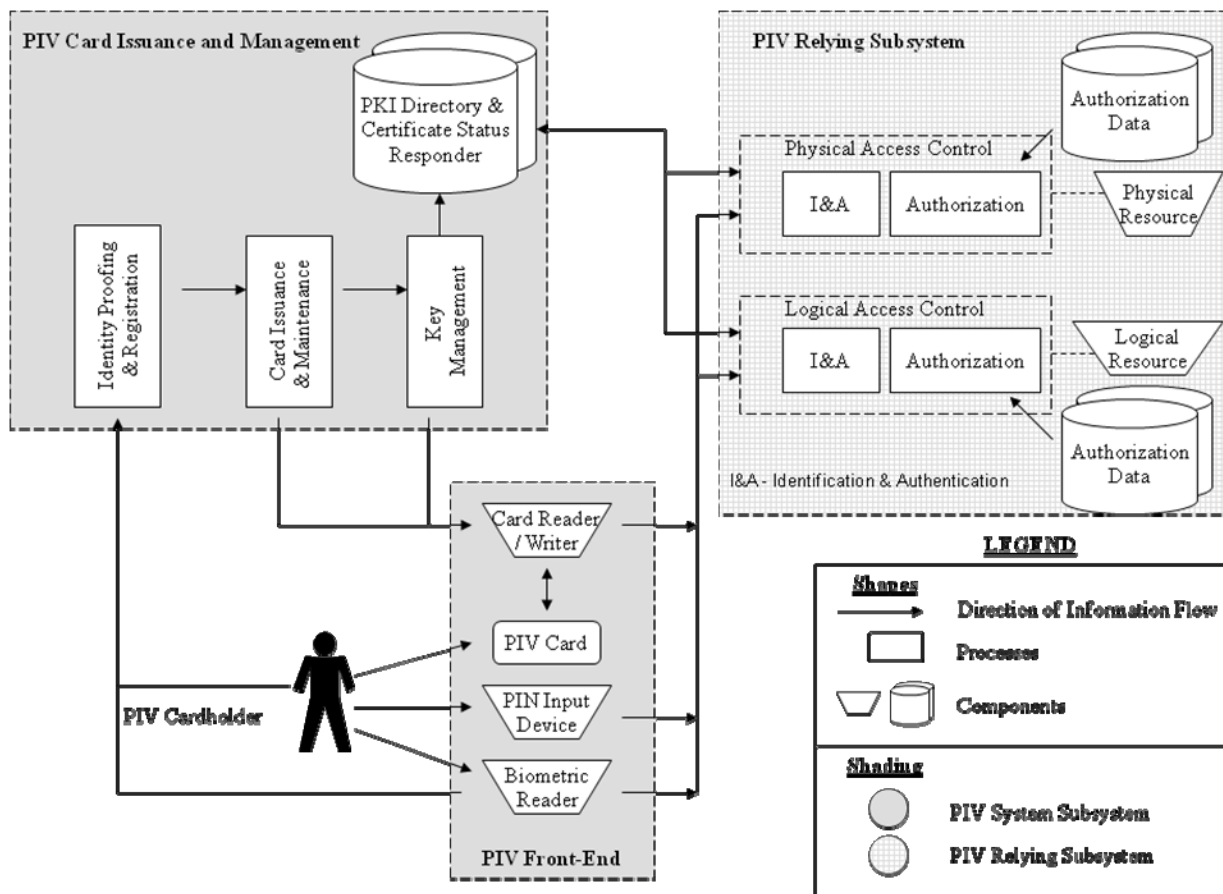 PIV Card Issuance and Management
PKI Directory &
Certificate Status
Responder
Identity Proofing
& Registration
Card Issuance
& Maintenance
Key
Management
PIV Relying Subsystem
Authorization
Data
Physical Access Control
I&A
Authorization
Physical
Resource
Logical Access Control
I&A
Authorization
Logical
Resource
Authorization
Data
I&A - Identification & Authentication
Card Reader
/ Writer
PIV Card
PIN Input
Device
Biometric
Reader
PIV Front-End
PIV Cardholder
LEGEND
Shapes
Direction of Information Flow
Processes
Components
Shading
PIV System Subsystem
PIV Relying Subsystem